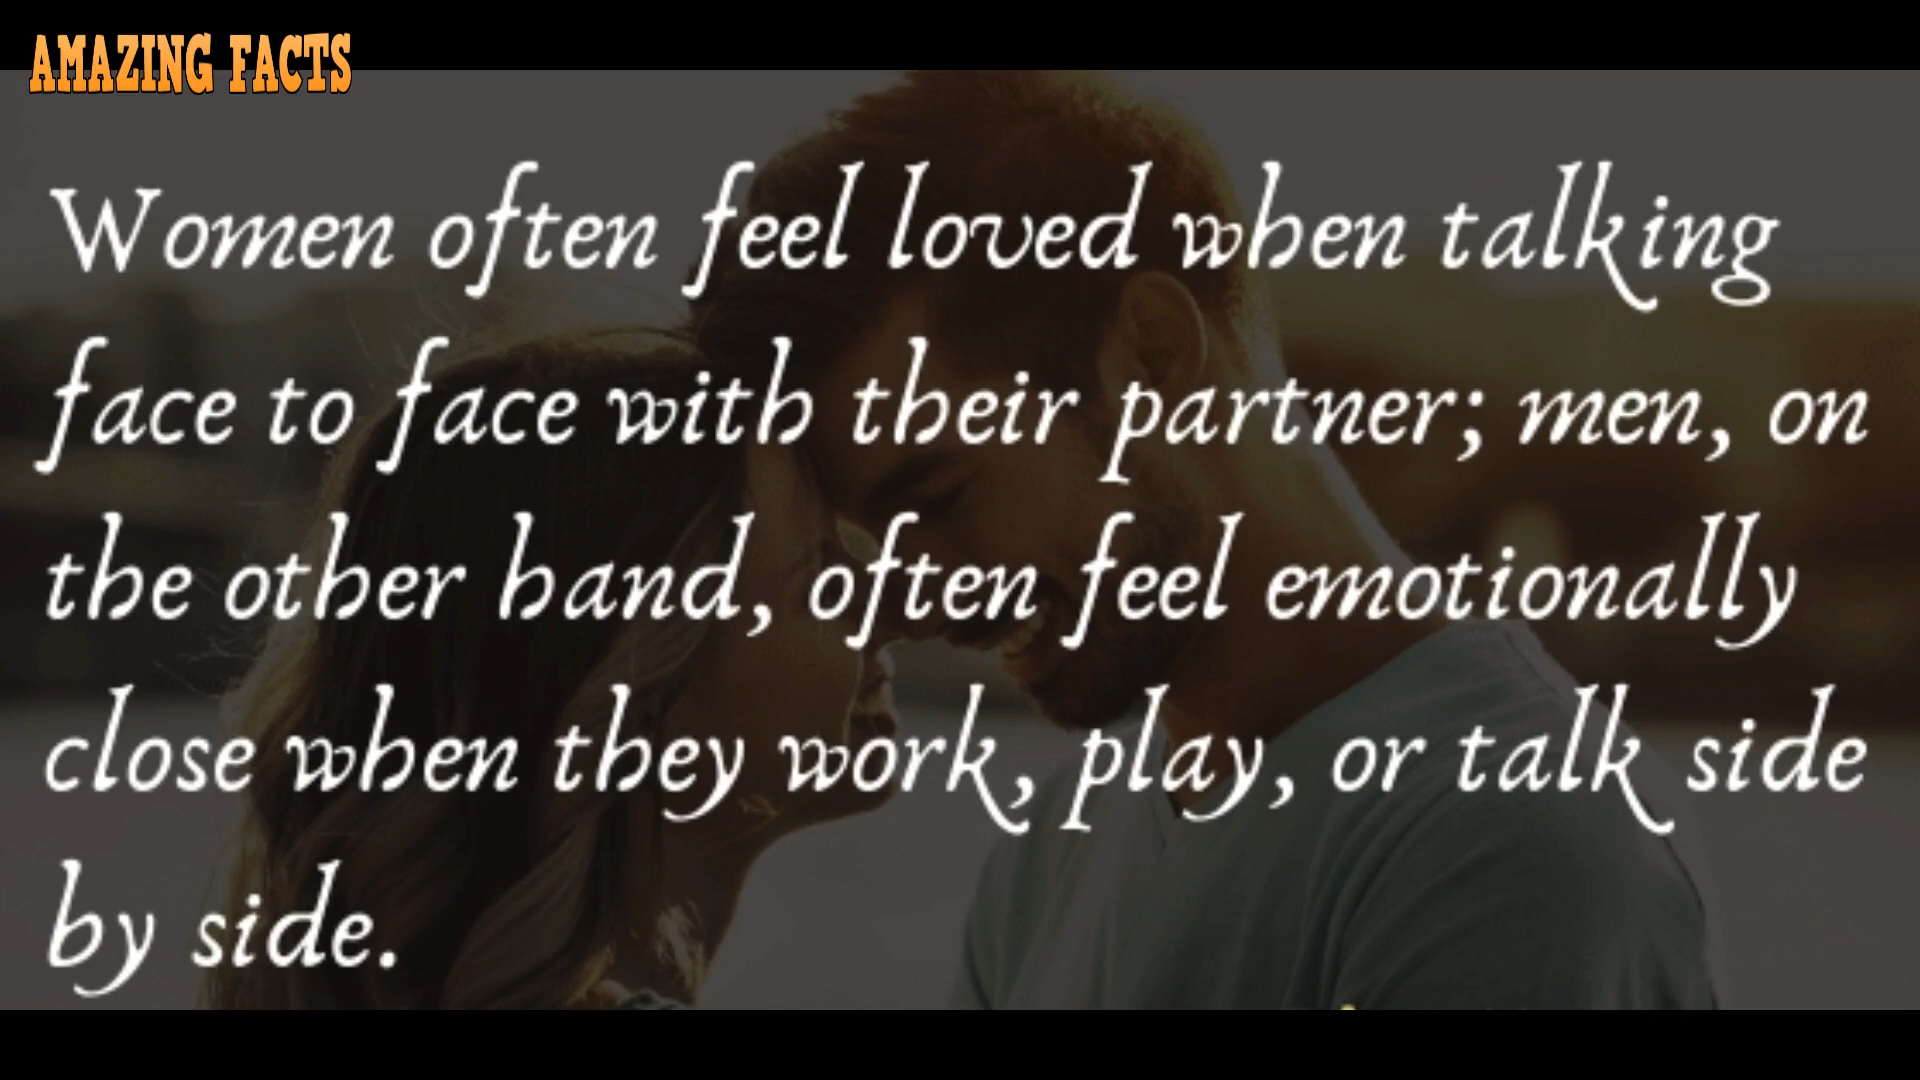 AMAZING FACTS
Women often feel loved when talking
face to face with their partner; men, on
the other hand, often feel emotionally
close when they work, play, or talk side
by side.